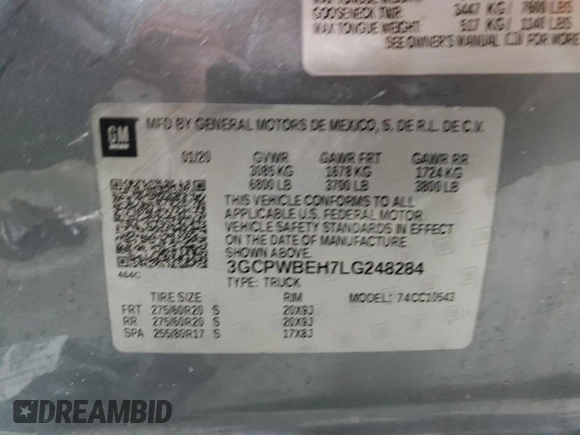 GOOSENECK TWR: 3447 KG/ 7600 LBS
MAX TONGUE WEIGHT: 517 KG/ 1140 LBS
SEE OWNER'S MANUAL FOR MORE
GM
MFD BY GENERAL MOTORS DE MEXICO, S. DE R.L. DE C.V.
01/20 GVWR GAWR FRT GAWR RR
3085 KG 1678 KG 1724 KG
6800 LB 3700 LB 3800 LB
THIS VEHICLE CONFORMS TO ALL
APPLICABLE U.S. FEDERAL MOTOR
VEHICLE SAFETY STANDARDS IN EFFECT
ON THE DATE OF MANUFACTURE
SHOWN ABOVE.
464C
3GCPWBEH7LG248284
TYPE: TRUCK
TIRE SIZE RIM MODEL: 74CC10543
FRT 275/60R20 S 20X9J
RR 275/60R20 S 20X9J
SPA 255/80R17 S 17X8J
DREAMBID